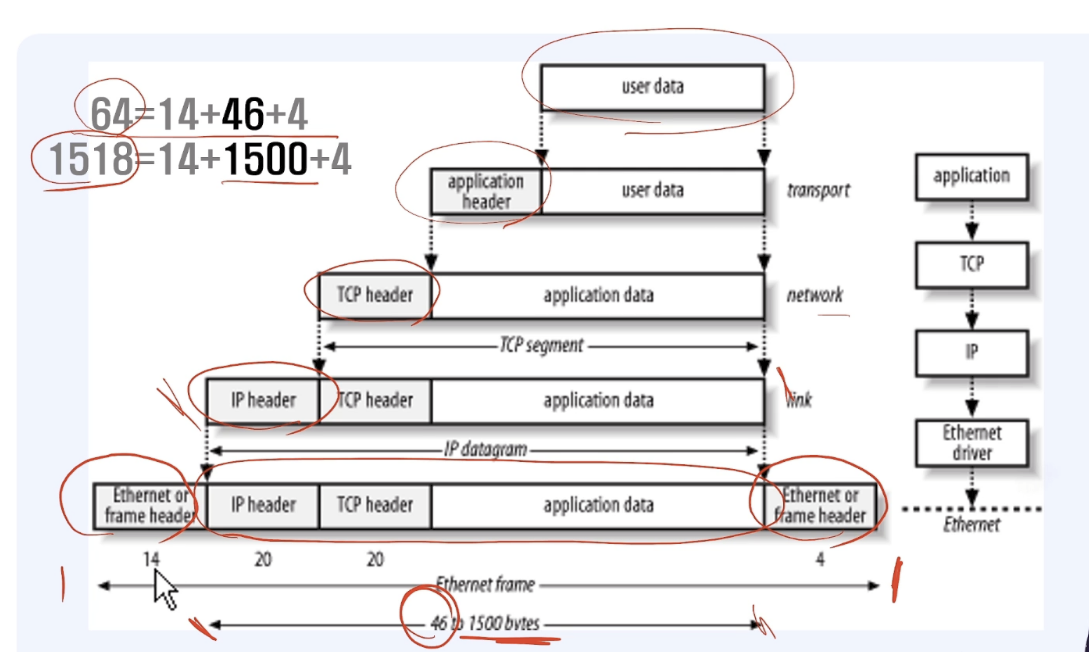 64=14+46+4
1518=14+1500+4
user data
application header user data transport
TCP header application data network
TCP segment
IP header TCP header application data link
IP datagram
Ethernet or frame header IP header TCP header application data Ethernet or frame header
14 20 20 4
Ethernet frame
46 to 1500 bytes
application
TCP
IP
Ethernet
driver
Ethernet